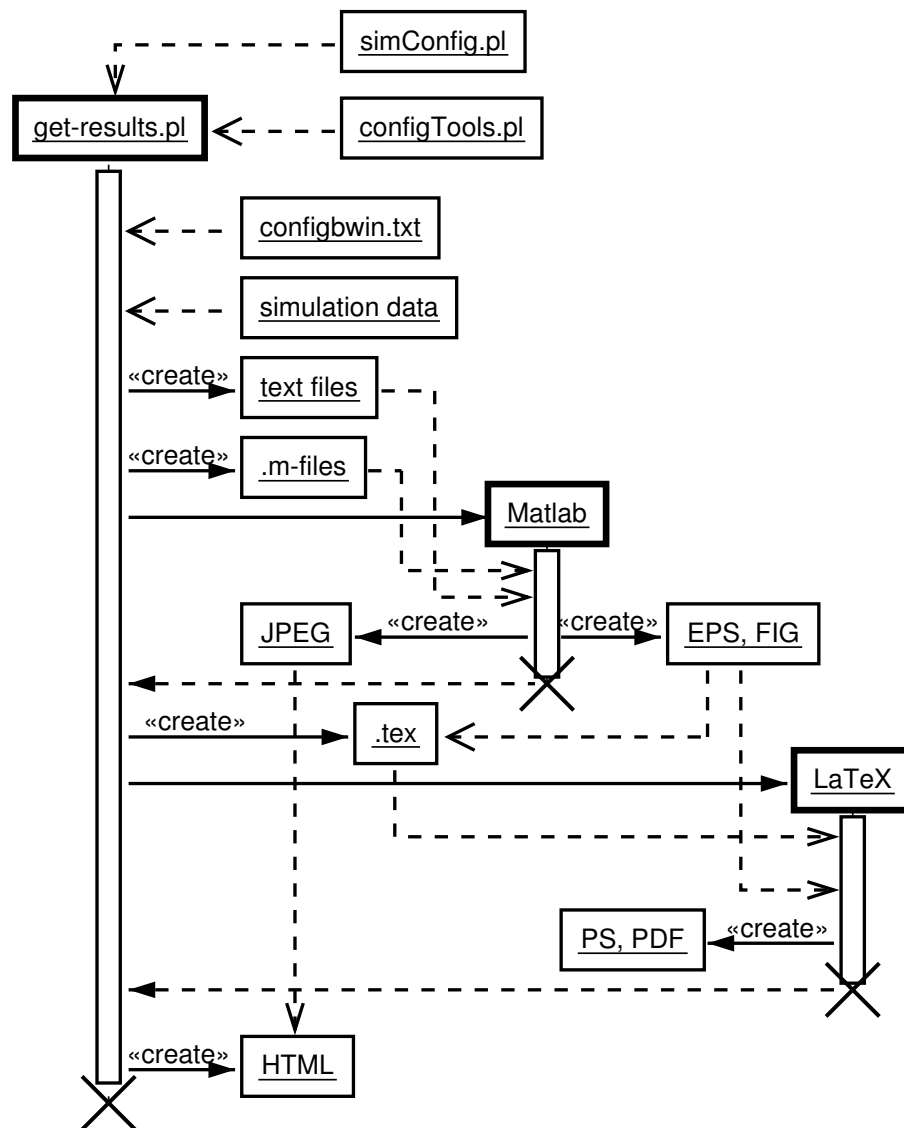 simConfig.pl
get-results.pl
configTools.pl
configbwin.txt
simulation data
«create»
text files
«create»
.m-files
Matlab
JPEG
«create»
«create»
EPS, FIG
«create»
.tex
LaTeX
PS, PDF
«create»
«create»
HTML